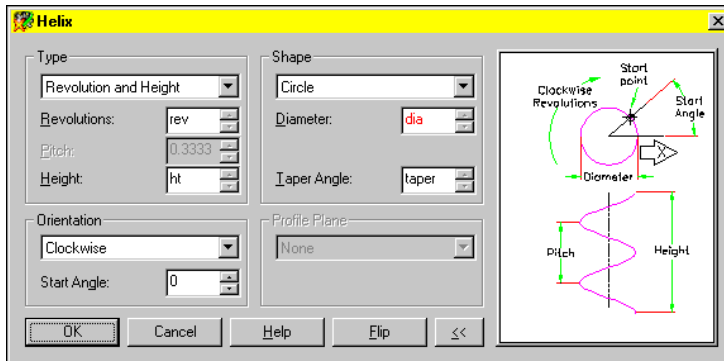 Helix
Type
Revolution and Height
Revolutions: rev
Pitch: 0.3333
Height: ht
Shape
Circle
Diameter: dia
Taper Angle: taper
Orientation
Clockwise
Start Angle: 0
Profile Plane
None
OK Cancel Help Flip <<
Start
point
Clockwise
Revolutions
Start
Angle
X
Diameter
Pitch
Height